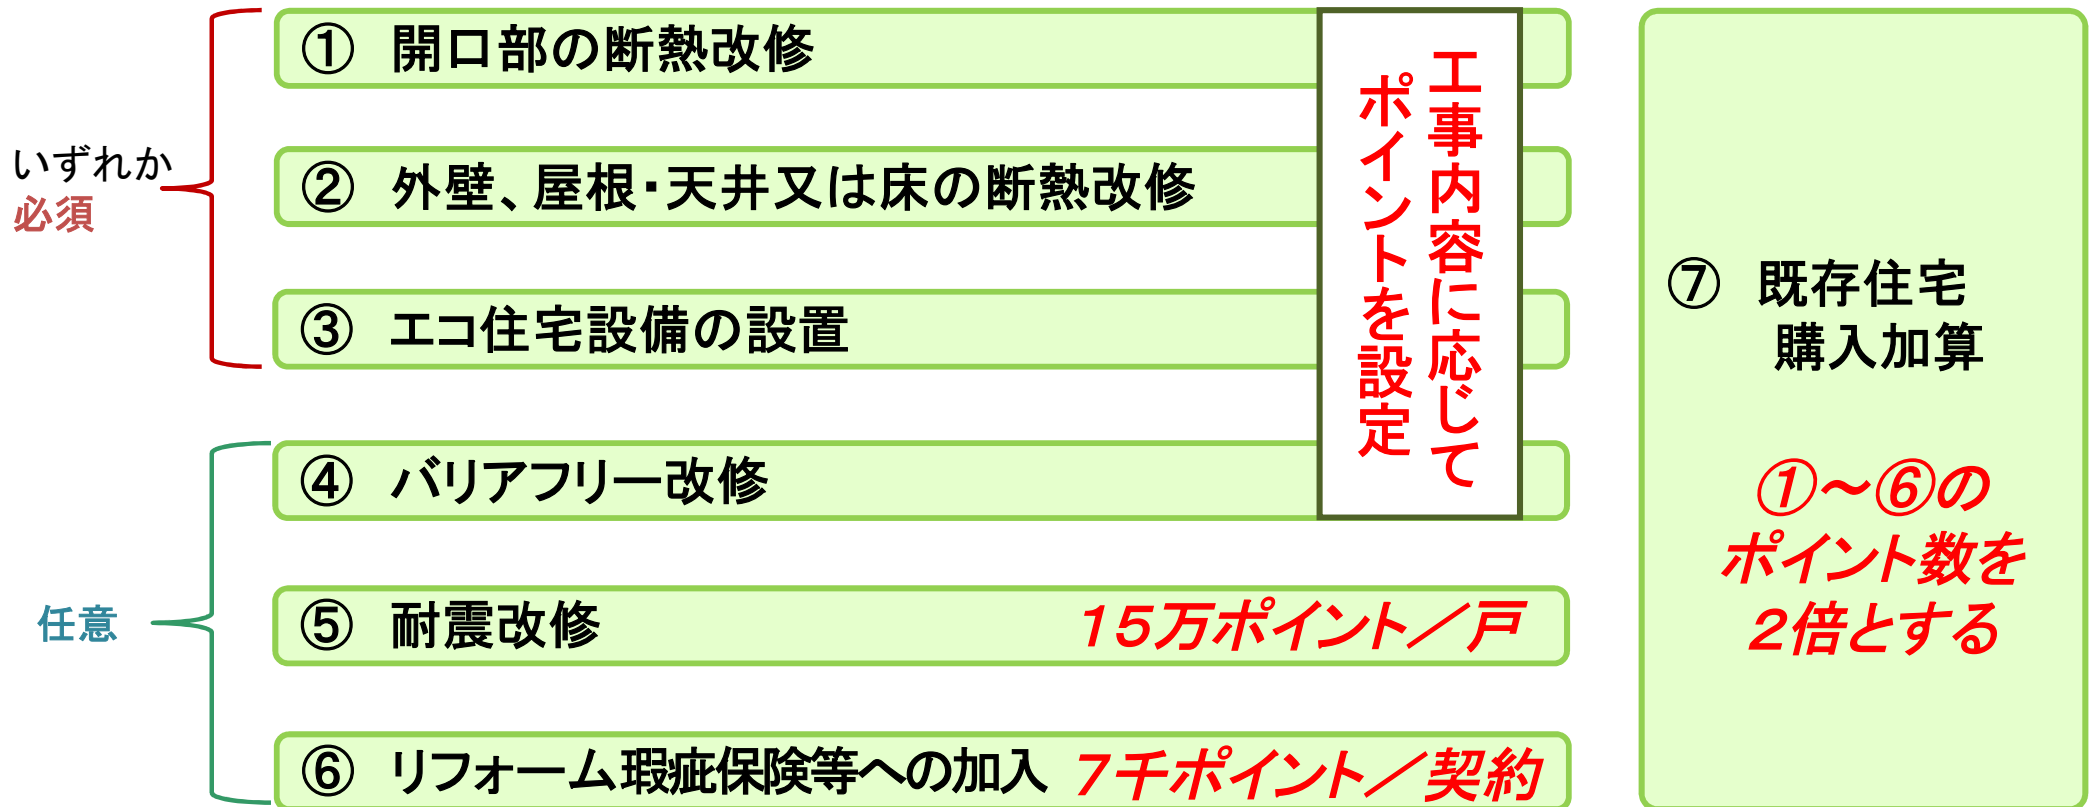 いずれか
必須
① 開口部の断熱改修
② 外壁、屋根・天井又は床の断熱改修
③ エコ住宅設備の設置
工事内容に応じて
ポイントを設定
任意
④ バリアフリー改修
⑤ 耐震改修 15万ポイント／戸
⑥ リフォーム瑕疵保険等への加入 7千ポイント／契約
⑦ 既存住宅
購入加算
①～⑥の
ポイント数を
2倍とする